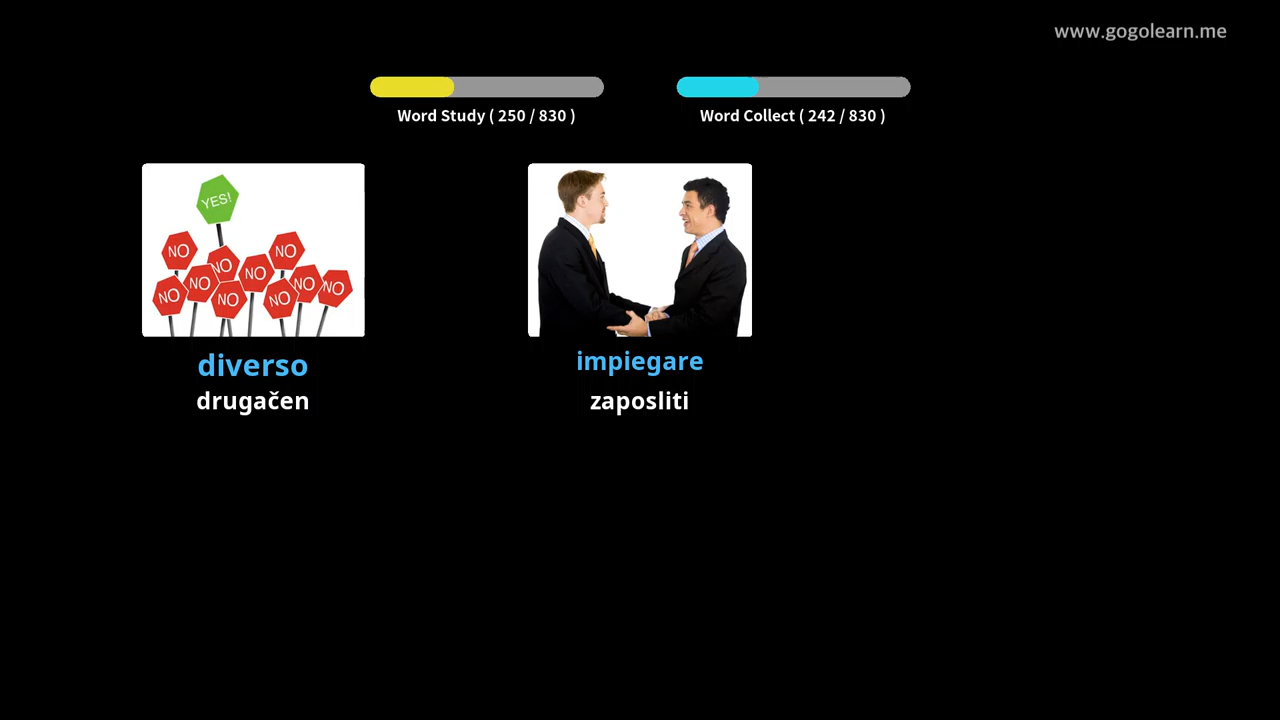 www.gogolearn.me
Word Study ( 250 / 830 )
Word Collect ( 242 / 830 )
YES!
NO
NO
NO
NO
NO
NO
NO
NO
NO
NO
diverso
drugačen
impiegare
zaposliti